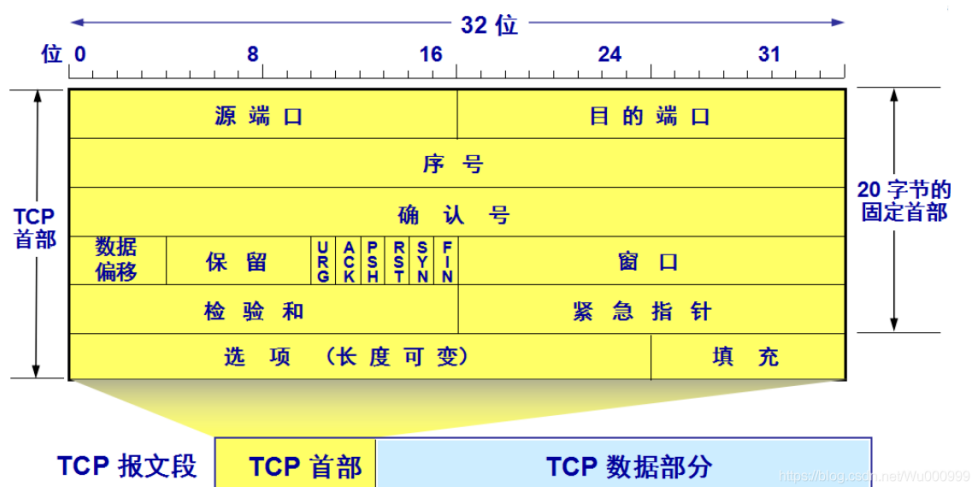 32 位
位 0 8 16 24 31
源端口 目的端口
序号
确认号
TCP
首部
20 字节的
固定首部
数据
偏移
保留
URG
ACK
PSH
RST
SYN
FIN
窗口
检验和 紧急指针
选项（长度可变） 填充
TCP 报文段 TCP 首部 TCP 数据部分
https://blog.csdn.net/Wu000999